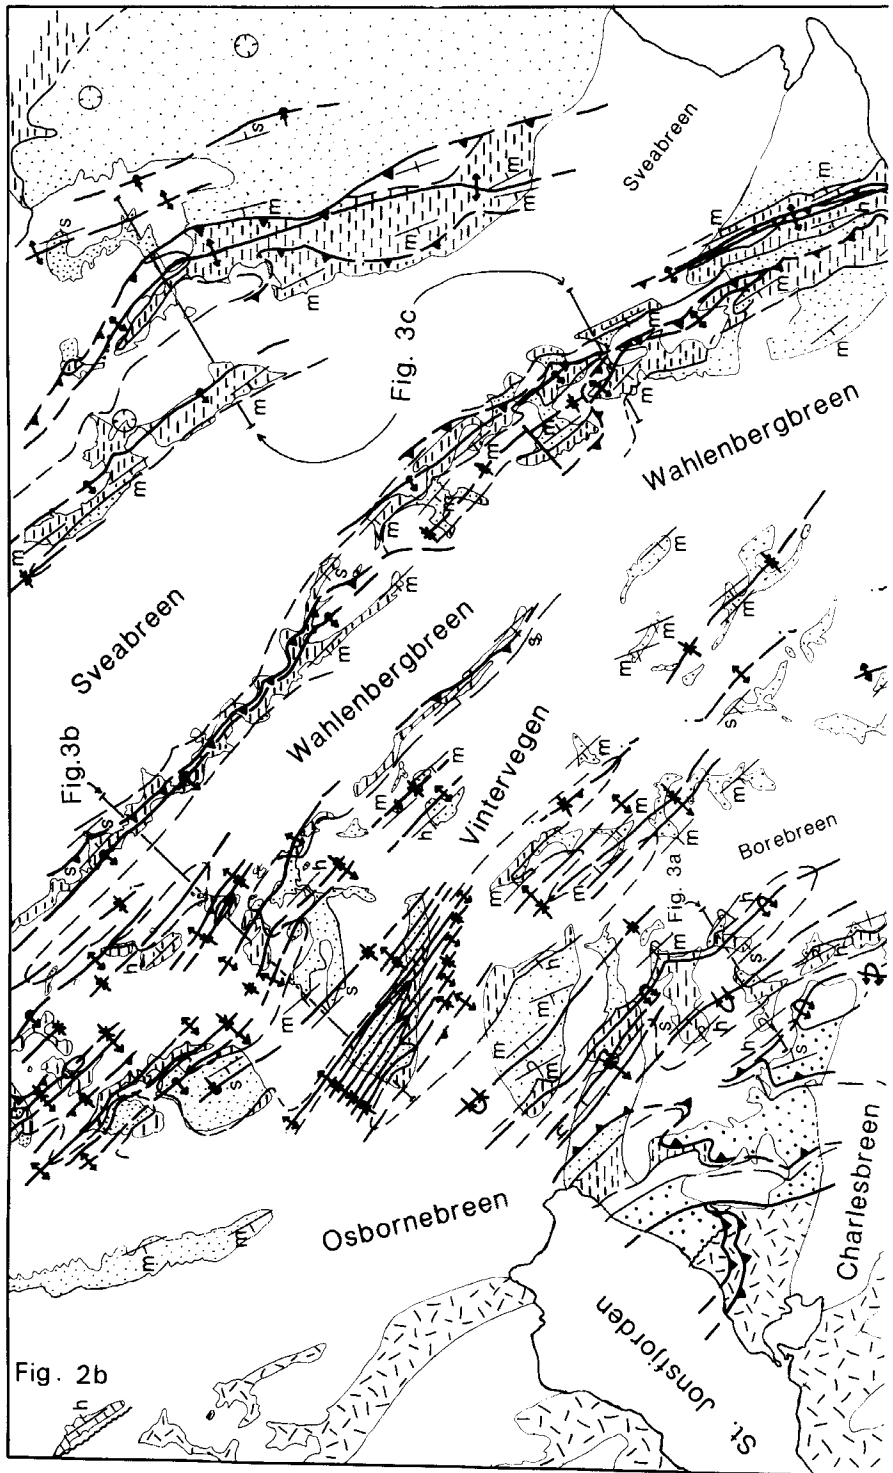 Sveabreen
Fig. 3c
Wahlenbergbreen
Sveabreen
Wahlenbergbreen
Fig.3b
Vintervegen
Borebreen
Fig. 3a
Osbornebreen
Charlesbreen
St. Jonsfjorden
Fig. 2b
h